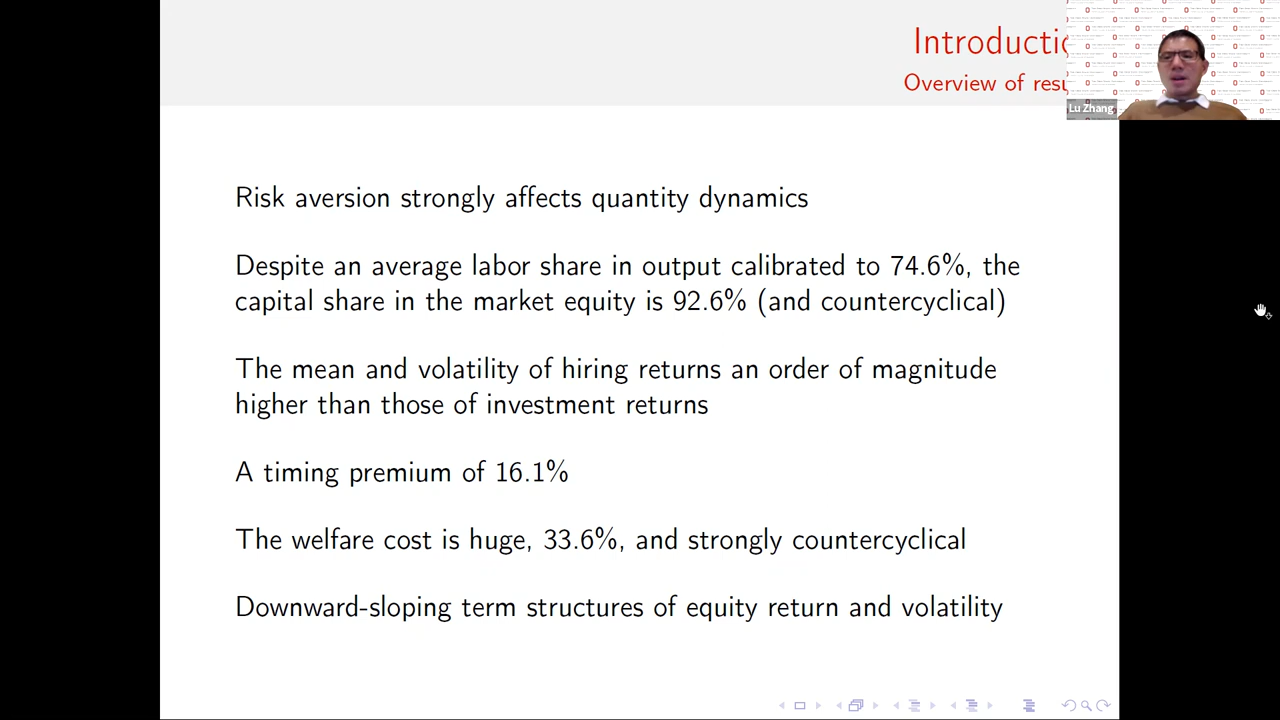 Introductio
Overview of resu
Lu Zhang
Risk aversion strongly affects quantity dynamics
Despite an average labor share in output calibrated to 74.6%, the
capital share in the market equity is 92.6% (and countercyclical)
The mean and volatility of hiring returns an order of magnitude
higher than those of investment returns
A timing premium of 16.1%
The welfare cost is huge, 33.6%, and strongly countercyclical
Downward-sloping term structures of equity return and volatility